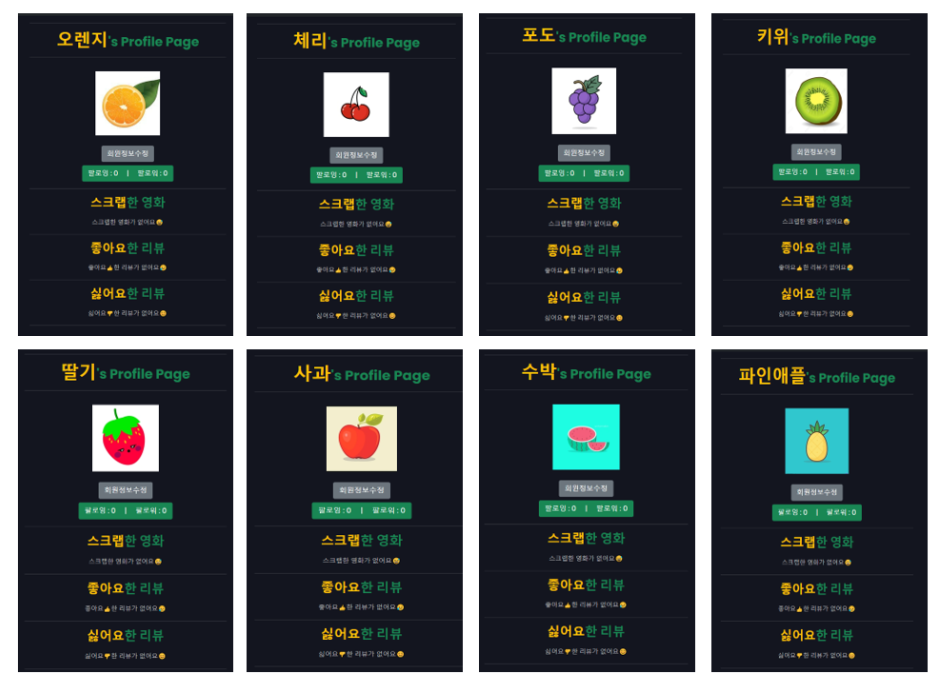 오렌지's Profile Page
회원정보수정
팔로잉 : 0 | 팔로워 : 0
스크랩한 영화
스크랩한 영화가 없어요😥
좋아요한 리뷰
좋아요👍한 리뷰가 없어요😥
싫어요한 리뷰
싫어요👎한 리뷰가 없어요😊
체리's Profile Page
회원정보수정
팔로잉 : 0 | 팔로워 : 0
스크랩한 영화
스크랩한 영화가 없어요😥
좋아요한 리뷰
좋아요👍한 리뷰가 없어요😥
싫어요한 리뷰
싫어요👎한 리뷰가 없어요😊
포도's Profile Page
회원정보수정
팔로잉 : 0 | 팔로워 : 0
스크랩한 영화
스크랩한 영화가 없어요😥
좋아요한 리뷰
좋아요👍한 리뷰가 없어요😥
싫어요한 리뷰
싫어요👎한 리뷰가 없어요😊
키위's Profile Page
회원정보수정
팔로잉 : 0 | 팔로워 : 0
스크랩한 영화
스크랩한 영화가 없어요😥
좋아요한 리뷰
좋아요👍한 리뷰가 없어요😥
싫어요한 리뷰
싫어요👎한 리뷰가 없어요😊
딸기's Profile Page
회원정보수정
팔로잉 : 0 | 팔로워 : 0
스크랩한 영화
스크랩한 영화가 없어요😥
좋아요한 리뷰
좋아요👍한 리뷰가 없어요😥
싫어요한 리뷰
싫어요👎한 리뷰가 없어요😊
사과's Profile Page
회원정보수정
팔로잉 : 0 | 팔로워 : 0
스크랩한 영화
스크랩한 영화가 없어요😥
좋아요한 리뷰
좋아요👍한 리뷰가 없어요😥
싫어요한 리뷰
싫어요👎한 리뷰가 없어요😊
수박's Profile Page
회원정보수정
팔로잉 : 0 | 팔로워 : 0
스크랩한 영화
스크랩한 영화가 없어요😥
좋아요한 리뷰
좋아요👍한 리뷰가 없어요😥
싫어요한 리뷰
싫어요👎한 리뷰가 없어요😊
파인애플's Profile Page
회원정보수정
팔로잉 : 0 | 팔로워 : 0
스크랩한 영화
스크랩한 영화가 없어요😥
좋아요한 리뷰
좋아요👍한 리뷰가 없어요😥
싫어요한 리뷰
싫어요👎한 리뷰가 없어요😊